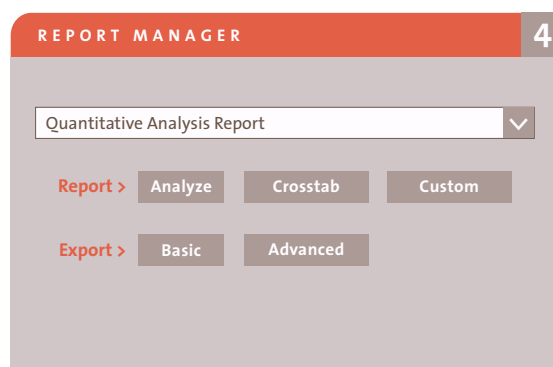 REPORT MANAGER 4
Quantitative Analysis Report
Report > Analyze Crosstab Custom
Export > Basic Advanced